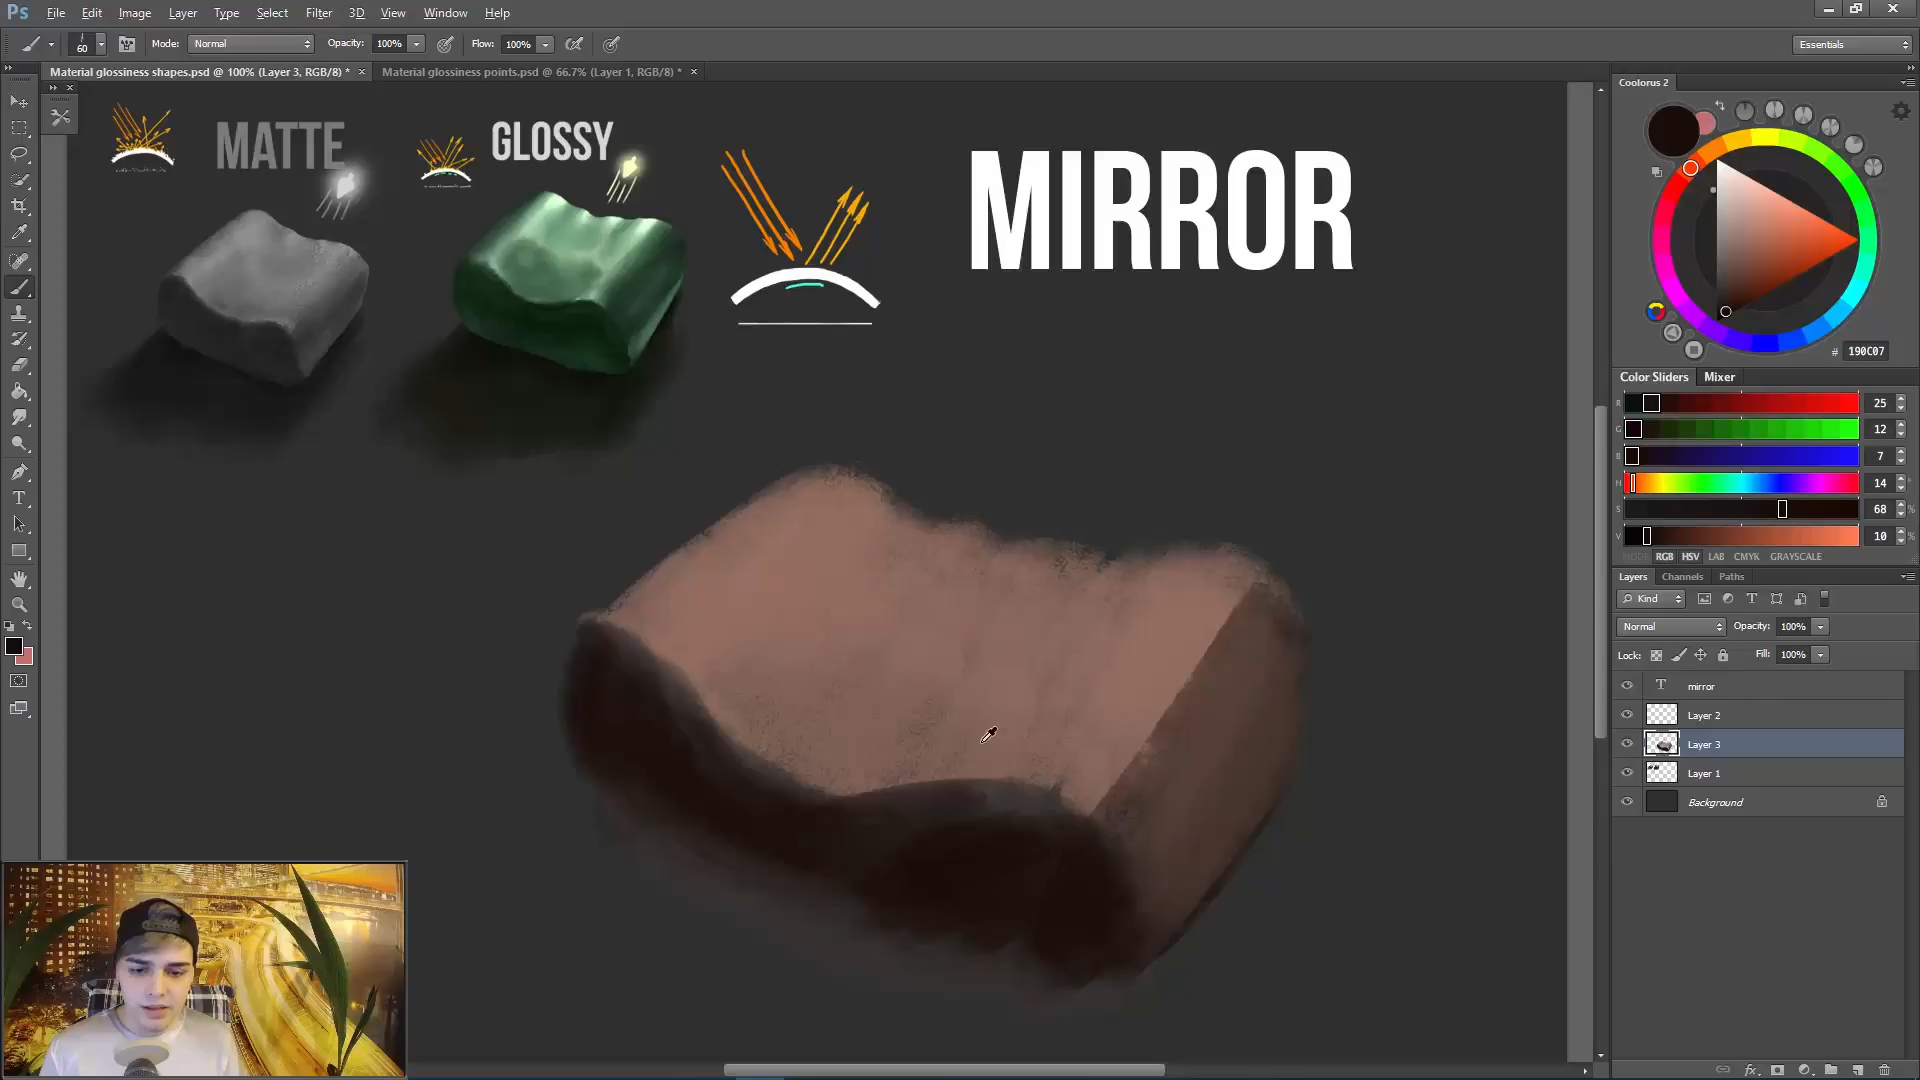 Ps File Edit Image Layer Type Select Filter 3D View Window Help
60 Mode: Normal Opacity: 100% Flow: 100% Essentials
Material glossiness shapes.psd @ 100% (Layer 3, RGB/8) * × Material glossiness points.psd @ 66.7% (Layer 1, RGB/8) * ×
Coolorus 2
MATTE
GLOSSY
MIRROR
# 190C07
Color Sliders Mixer
R 25
G 12
B 7
H 14 °
S 68 %
V 10 %
RGB HSV LAB CMYK GRAYSCALE
Layers Channels Paths
Kind
Normal Opacity: 100%
Lock: Fill: 100%
T mirror
Layer 2
Layer 3
Layer 1
Background
fx